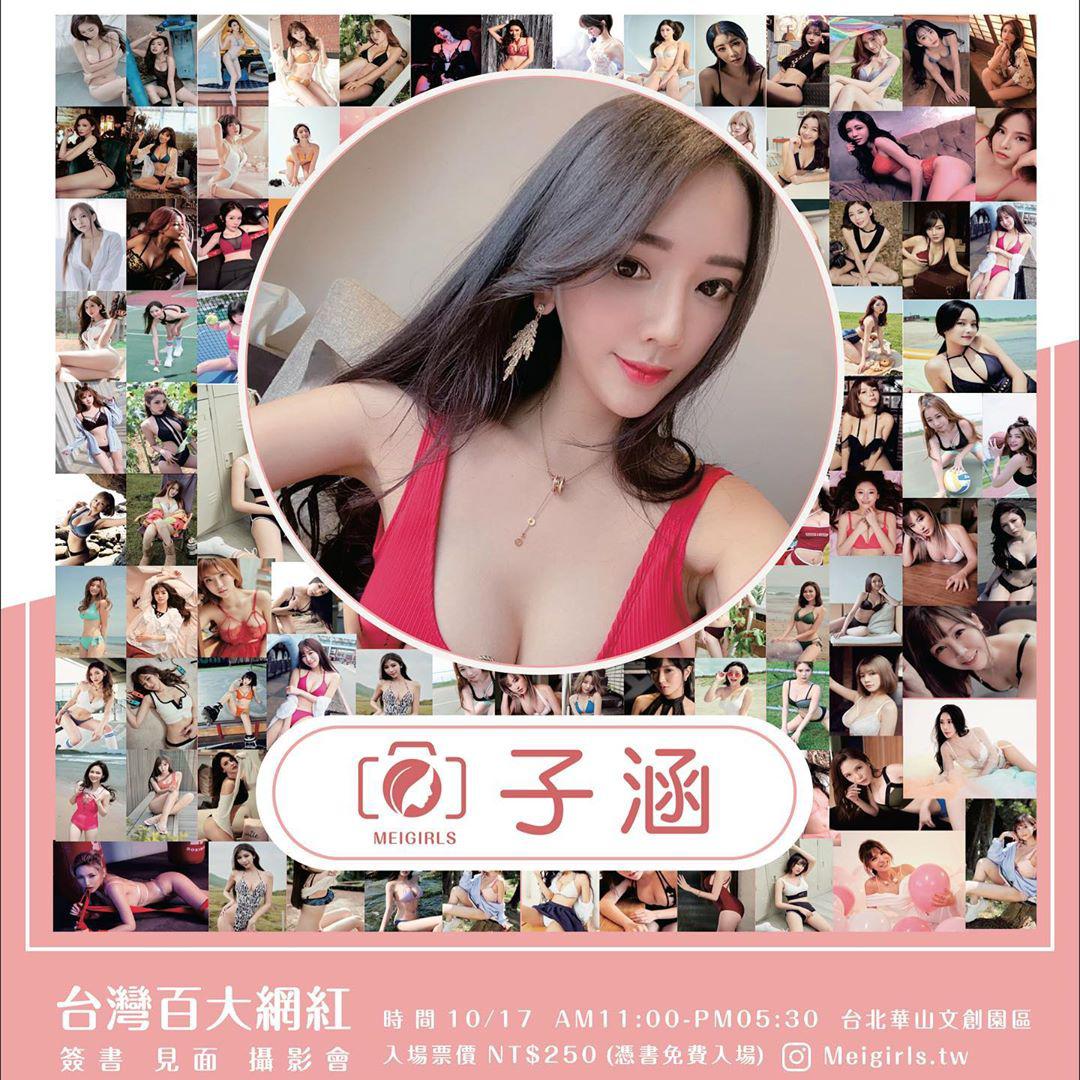 MEIGIRLS
子涵
台灣百大網紅
簽書 見面 攝影會
時間 10/17 AM11:00-PM05:30 台北華山文創園區
入場票價 NT$250 (憑書免費入場) Meigirls.tw